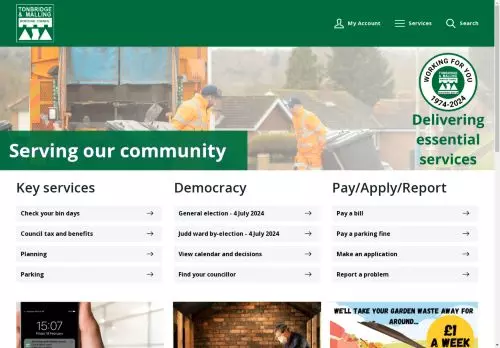 TONBRIDGE
& MALLING
My Account
Services
Search
WORKING FOR YOU
TONBRIDGE
& MALLING
1974-2024
Delivering
essential
services
Serving our community
Key services
Democracy
Pay/Apply/Report
Check your bin days
General election - 4 July 2024
Pay a bill
Council tax and benefits
Judd ward by-election - 4 July 2024
Pay a parking fine
Planning
View calendar and decisions
Make an application
Parking
Find your councillor
Report a problem
15:07
WE'LL TAKE YOUR GARDEN WASTE AWAY FOR
AROUND...
£1
A WEEK